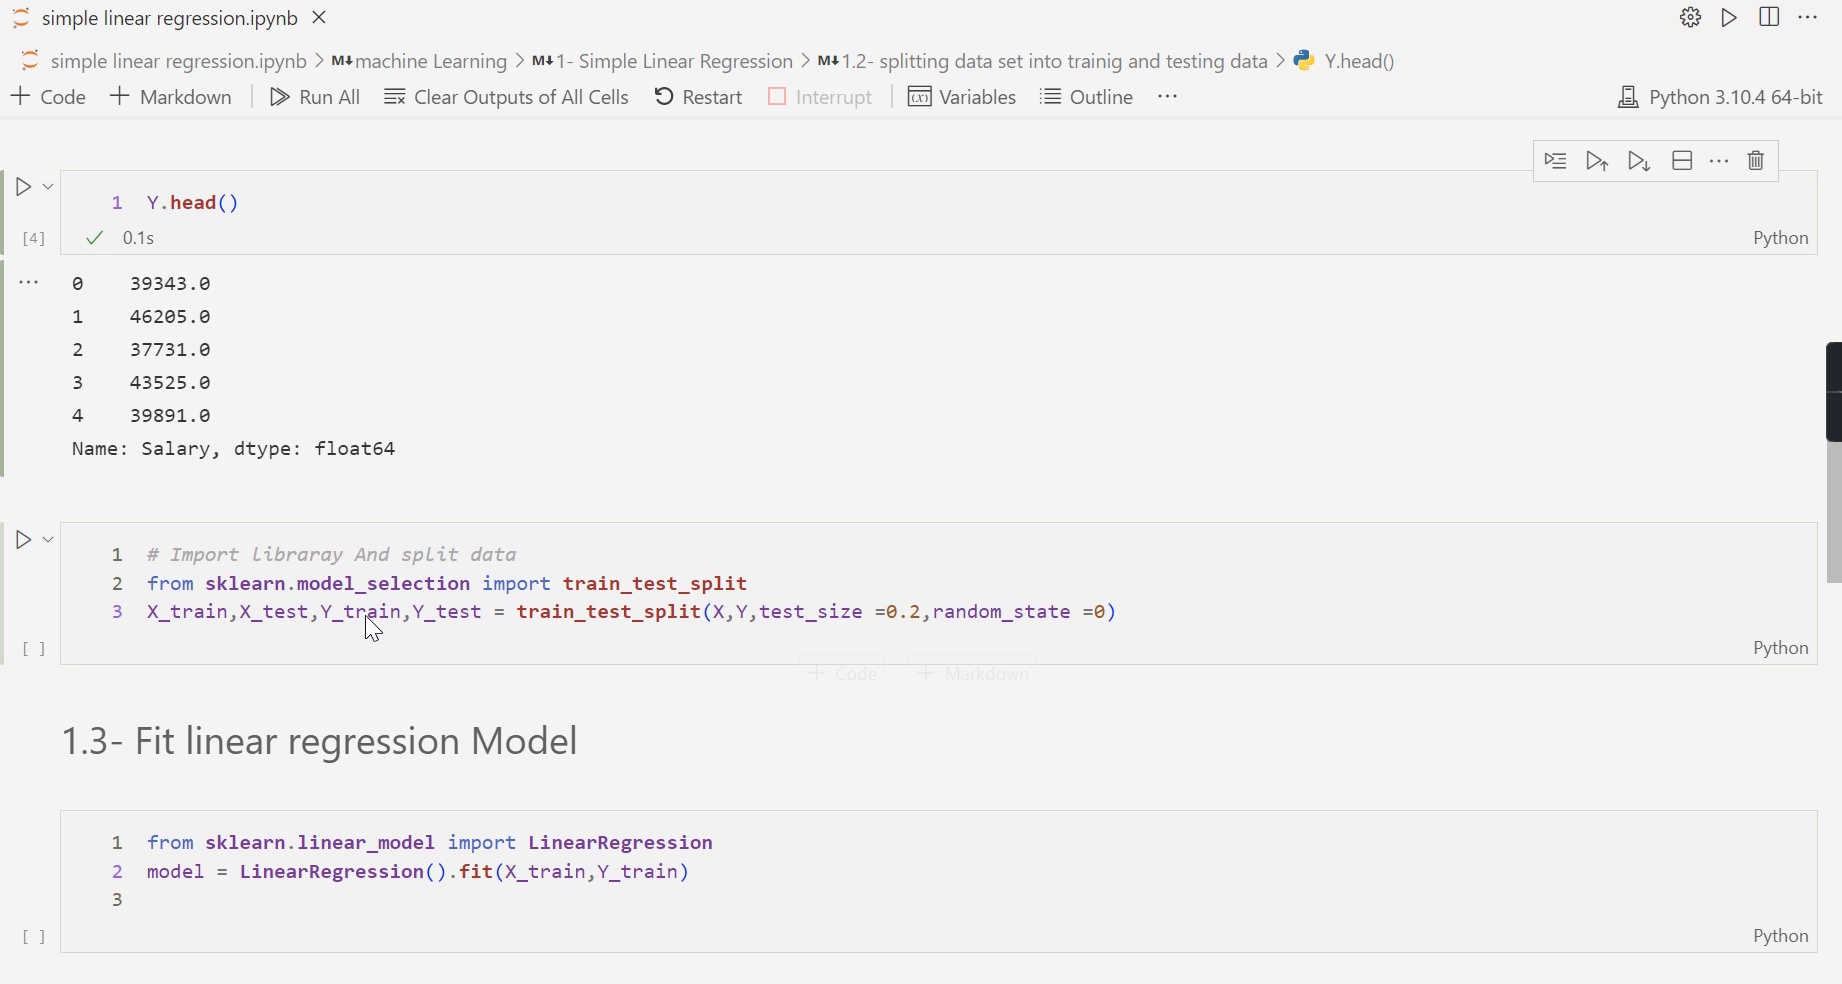 simple linear regression.ipynb
simple linear regression.ipynb > M↓machine Learning > M↓1- Simple Linear Regression > M↓1.2- splitting data set into trainig and testing data > Y.head()
+ Code + Markdown Run All Clear Outputs of All Cells Restart Interrupt Variables Outline ... Python 3.10.4 64-bit
1 Y.head()
[4] 0.1s Python
0 39343.0
1 46205.0
2 37731.0
3 43525.0
4 39891.0
Name: Salary, dtype: float64
1 # Import libraray And split data
2 from sklearn.model_selection import train_test_split
3 X_train,X_test,Y_train,Y_test = train_test_split(X,Y,test_size =0.2,random_state =0)
[ ] Python
+ Code + Markdown
1.3- Fit linear regression Model
1 from sklearn.linear_model import LinearRegression
2 model = LinearRegression().fit(X_train,Y_train)
3
[ ] Python